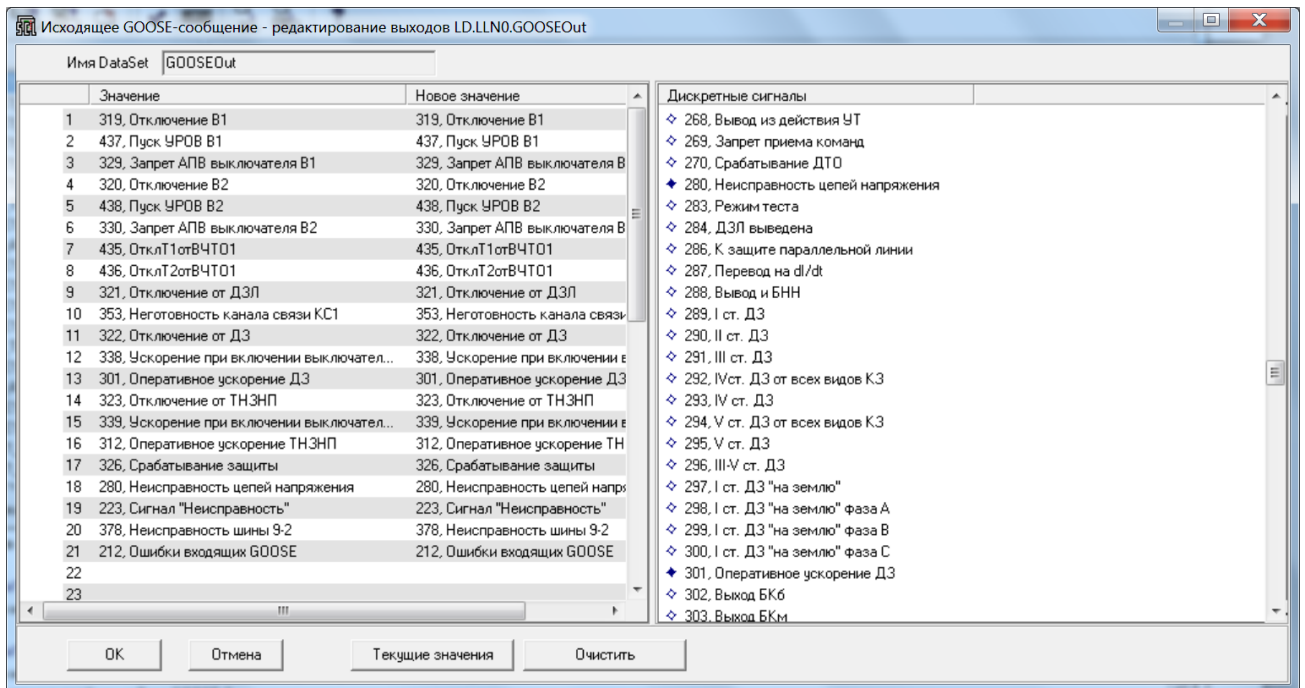 Исходящее GOOSE-сообщение - редактирование выходов LD.LLN0.GOOSEOut
Имя DataSet GOOSEOut
Значение Новое значение
1 319, Отключение В1 319, Отключение В1
2 437, Пуск УРОВ В1 437, Пуск УРОВ В1
3 329, Запрет АПВ выключателя В1 329, Запрет АПВ выключателя В
4 320, Отключение В2 320, Отключение В2
5 438, Пуск УРОВ В2 438, Пуск УРОВ В2
6 330, Запрет АПВ выключателя В2 330, Запрет АПВ выключателя В
7 435, ОтклТ1отВЧТО1 435, ОтклТ1отВЧТО1
8 436, ОтклТ2отВЧТО1 436, ОтклТ2отВЧТО1
9 321, Отключение от ДЗЛ 321, Отключение от ДЗЛ
10 353, Неготовность канала связи КС1 353, Неготовность канала связи
11 322, Отключение от ДЗ 322, Отключение от ДЗ
12 338, Ускорение при включении выключател... 338, Ускорение при включении в
13 301, Оперативное ускорение ДЗ 301, Оперативное ускорение ДЗ
14 323, Отключение от ТНЗНП 323, Отключение от ТНЗНП
15 339, Ускорение при включении выключател... 339, Ускорение при включении в
16 312, Оперативное ускорение ТНЗНП 312, Оперативное ускорение ТН
17 326, Срабатывание защиты 326, Срабатывание защиты
18 280, Неисправность цепей напряжения 280, Неисправность цепей напря
19 223, Сигнал "Неисправность" 223, Сигнал "Неисправность"
20 378, Неисправность шины 9-2 378, Неисправность шины 9-2
21 212, Ошибки входящих GOOSE 212, Ошибки входящих GOOSE
22
23
Дискретные сигналы
268, Вывод из действия УТ
269, Запрет приема команд
270, Срабатывание ДТО
280, Неисправность цепей напряжения
283, Режим теста
284, ДЗЛ выведена
286, К защите параллельной линии
287, Перевод на dI/dt
288, Вывод и БНН
289, I ст. ДЗ
290, II ст. ДЗ
291, III ст. ДЗ
292, IVст. ДЗ от всех видов КЗ
293, IV ст. ДЗ
294, V ст. ДЗ от всех видов КЗ
295, V ст. ДЗ
296, III-V ст. ДЗ
297, I ст. ДЗ "на землю"
298, I ст. ДЗ "на землю" фаза А
299, I ст. ДЗ "на землю" фаза В
300, I ст. ДЗ "на землю" фаза С
301, Оперативное ускорение ДЗ
302, Выход БКб
303, Выход БКм
ОК Отмена Текущие значения Очистить